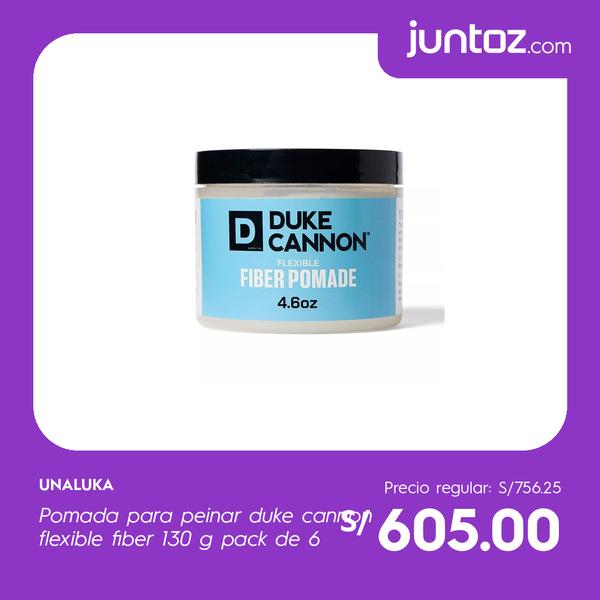 juntoz.com
D DUKE
CANNON
FLEXIBLE
FIBER POMADE
4.6oz
UNALUKA
Precio regular: S/756.25
Pomada para peinar duke cannon
flexible fiber 130 g pack de 6
S/ 605.00